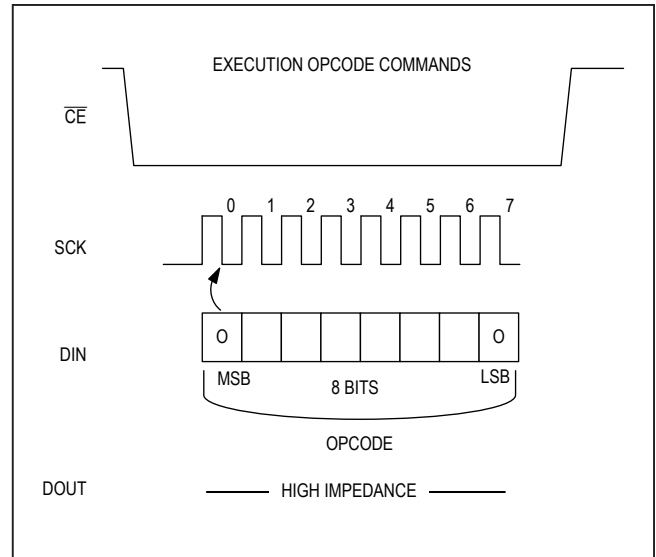 EXECUTION OPCODE COMMANDS
CE
0 1 2 3 4 5 6 7
SCK
DIN
O O
MSB 8 BITS LSB
OPCODE
DOUT HIGH IMPEDANCE